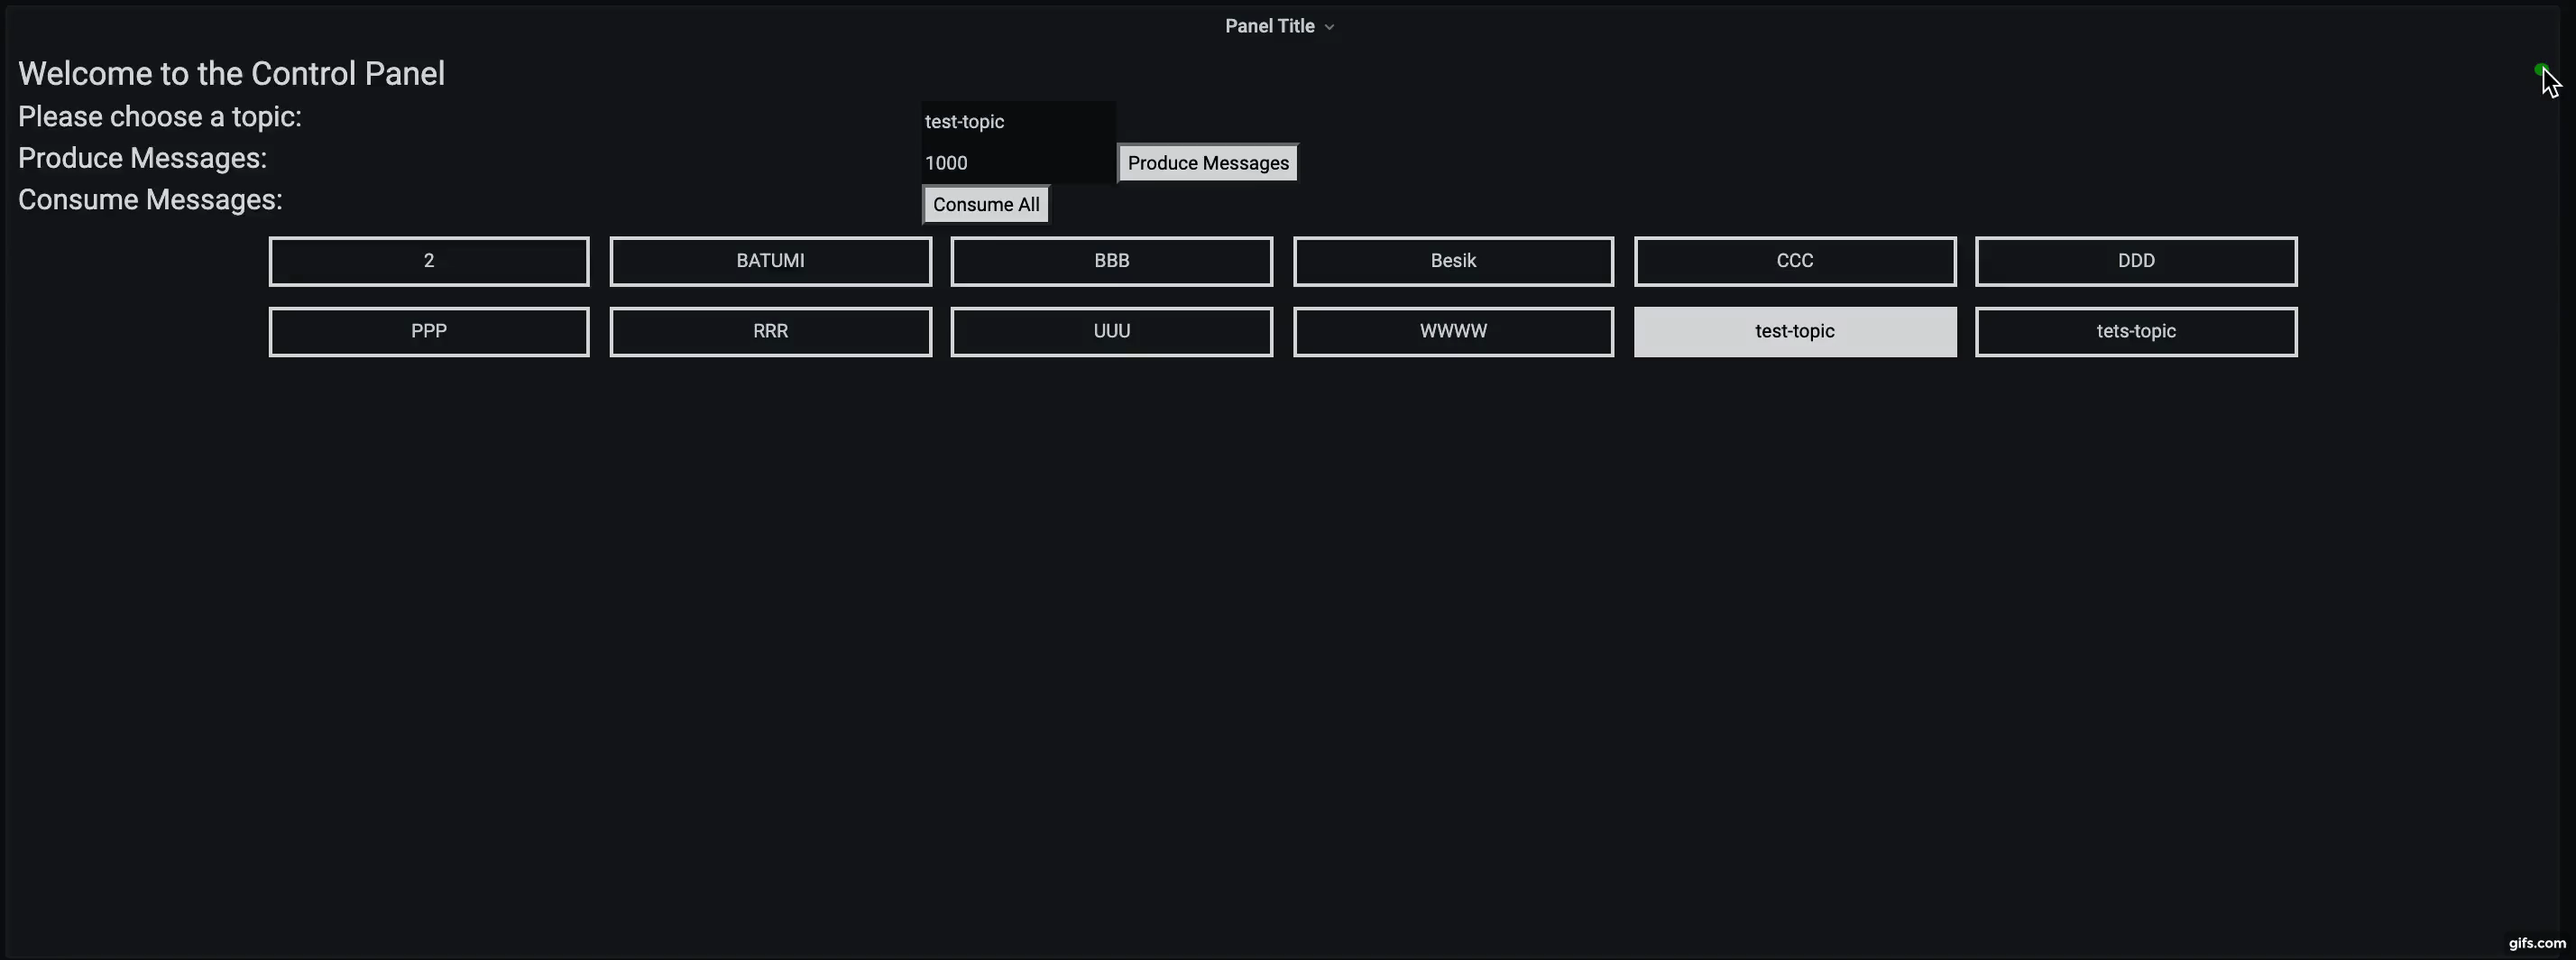 Panel Title
Welcome to the Control Panel
Please choose a topic:
test-topic
Produce Messages:
1000
Produce Messages
Consume Messages:
Consume All
2
BATUMI
BBB
Besik
CCC
DDD
PPP
RRR
UUU
WWWW
test-topic
tets-topic
gifs.com